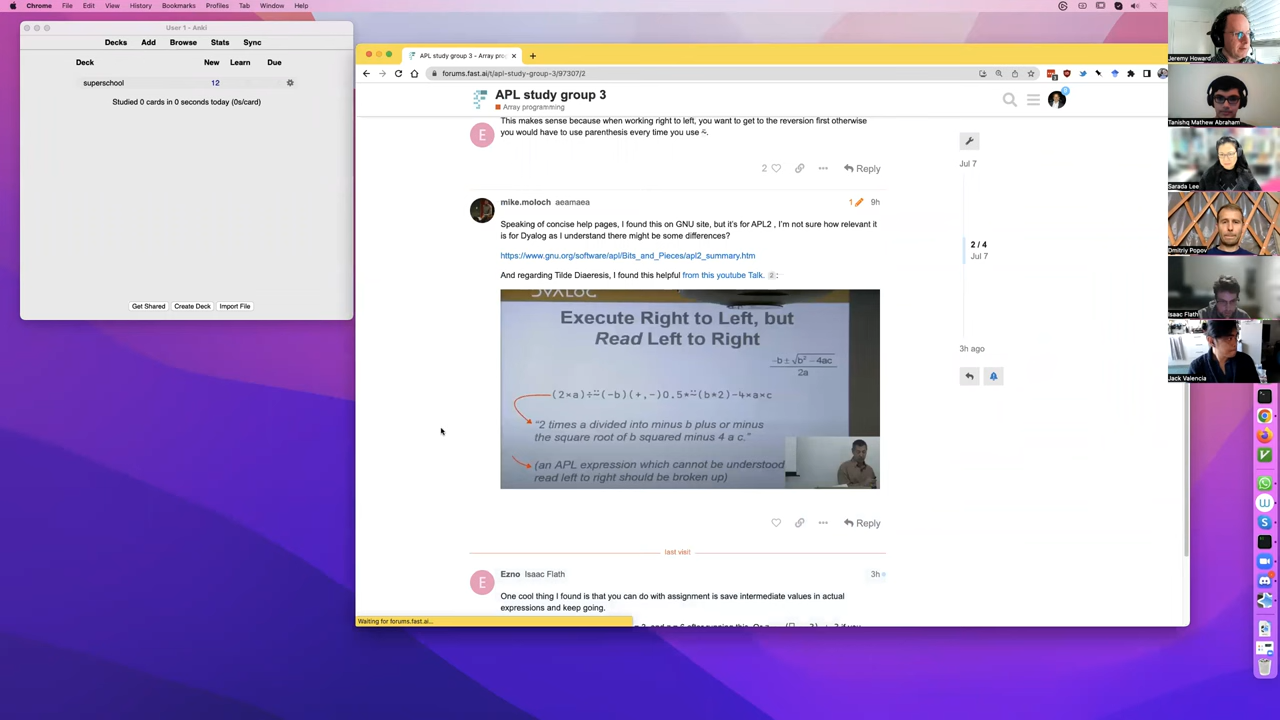 Chrome File Edit View History Bookmarks Profiles Tab Window Help
User 1 - Anki
Decks Add Browse Stats Sync
Deck New Learn Due
superschool 12
Studied 0 cards in 0 seconds today (0s/card)
Get Shared Create Deck Import File
APL study group 3 - Array pro
forums.fast.ai/t/apl-study-group-3/97307/2
APL study group 3
Array programming
This makes sense because when working right to left, you want to get to the reversion first otherwise
you would have to use parenthesis every time you use ⍨.
2 Reply
mike.moloch aeamaea 1 9h
Speaking of concise help pages, I found this on GNU site, but it's for APL2 , I'm not sure how relevant it
is for Dyalog as I understand there might be some differences?
https://www.gnu.org/software/apl/Bits_and_Pieces/apl2_summary.htm
And regarding Tilde Diaeresis, I found this helpful from this youtube Talk. 2 :
DYALOG
Execute Right to Left, but
Read Left to Right
-b ± √b² – 4ac
2a
(2×a)÷⍨(-b)(+,-)0.5*⍨(b*2)-4×a×c
"2 times a divided into minus b plus or minus
the square root of b squared minus 4 a c."
(an APL expression which cannot be understood
read left to right should be broken up)
Reply
last visit
Ezno Isaac Flath 3h
One cool thing I found is that you can do with assignment is save intermediate values in actual
expressions and keep going.
Waiting for forums.fast.ai...
Jul 7
2 / 4
Jul 7
3h ago
Jeremy Howard
Tanishq Mathew Abraham
Sarada Lee
Dmitriy Popov
Isaac Flath
Jack Valencia